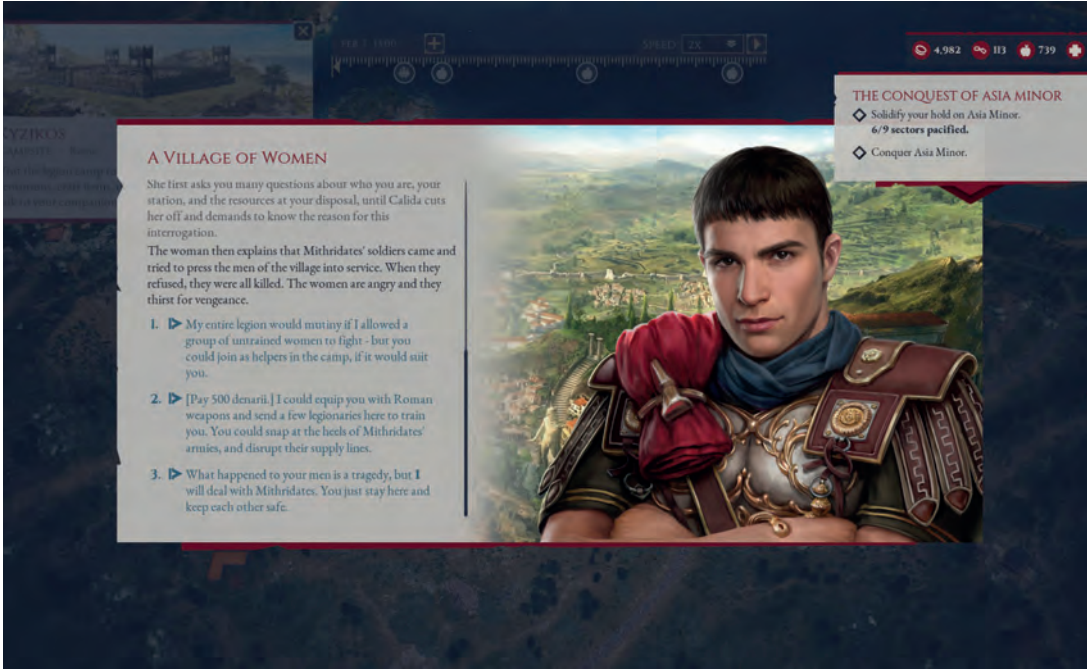 SPEED: 2X
4,982 113 739
KYZIKOS
THE CONQUEST OF ASIA MINOR
Solidify your hold on Asia Minor.
6/9 sectors pacified.
Conquer Asia Minor.
A VILLAGE OF WOMEN
She first asks you many questions about who you are, your
station, and the resources at your disposal, until Calida cuts
her off and demands to know the reason for this
interrogation.
The woman then explains that Mithridates' soldiers came and
tried to press the men of the village into service. When they
refused, they were all killed. The women are angry and they
thirst for vengeance.
1. My entire legion would mutiny if I allowed a
group of untrained women to fight - but you
could join as helpers in the camp, if it would suit
you.
2. [Pay 500 denarii.] I could equip you with Roman
weapons and send a few legionaries here to train
you. You could snap at the heels of Mithridates'
armies, and disrupt their supply lines.
3. What happened to your men is a tragedy, but I
will deal with Mithridates. You just stay here and
keep each other safe.